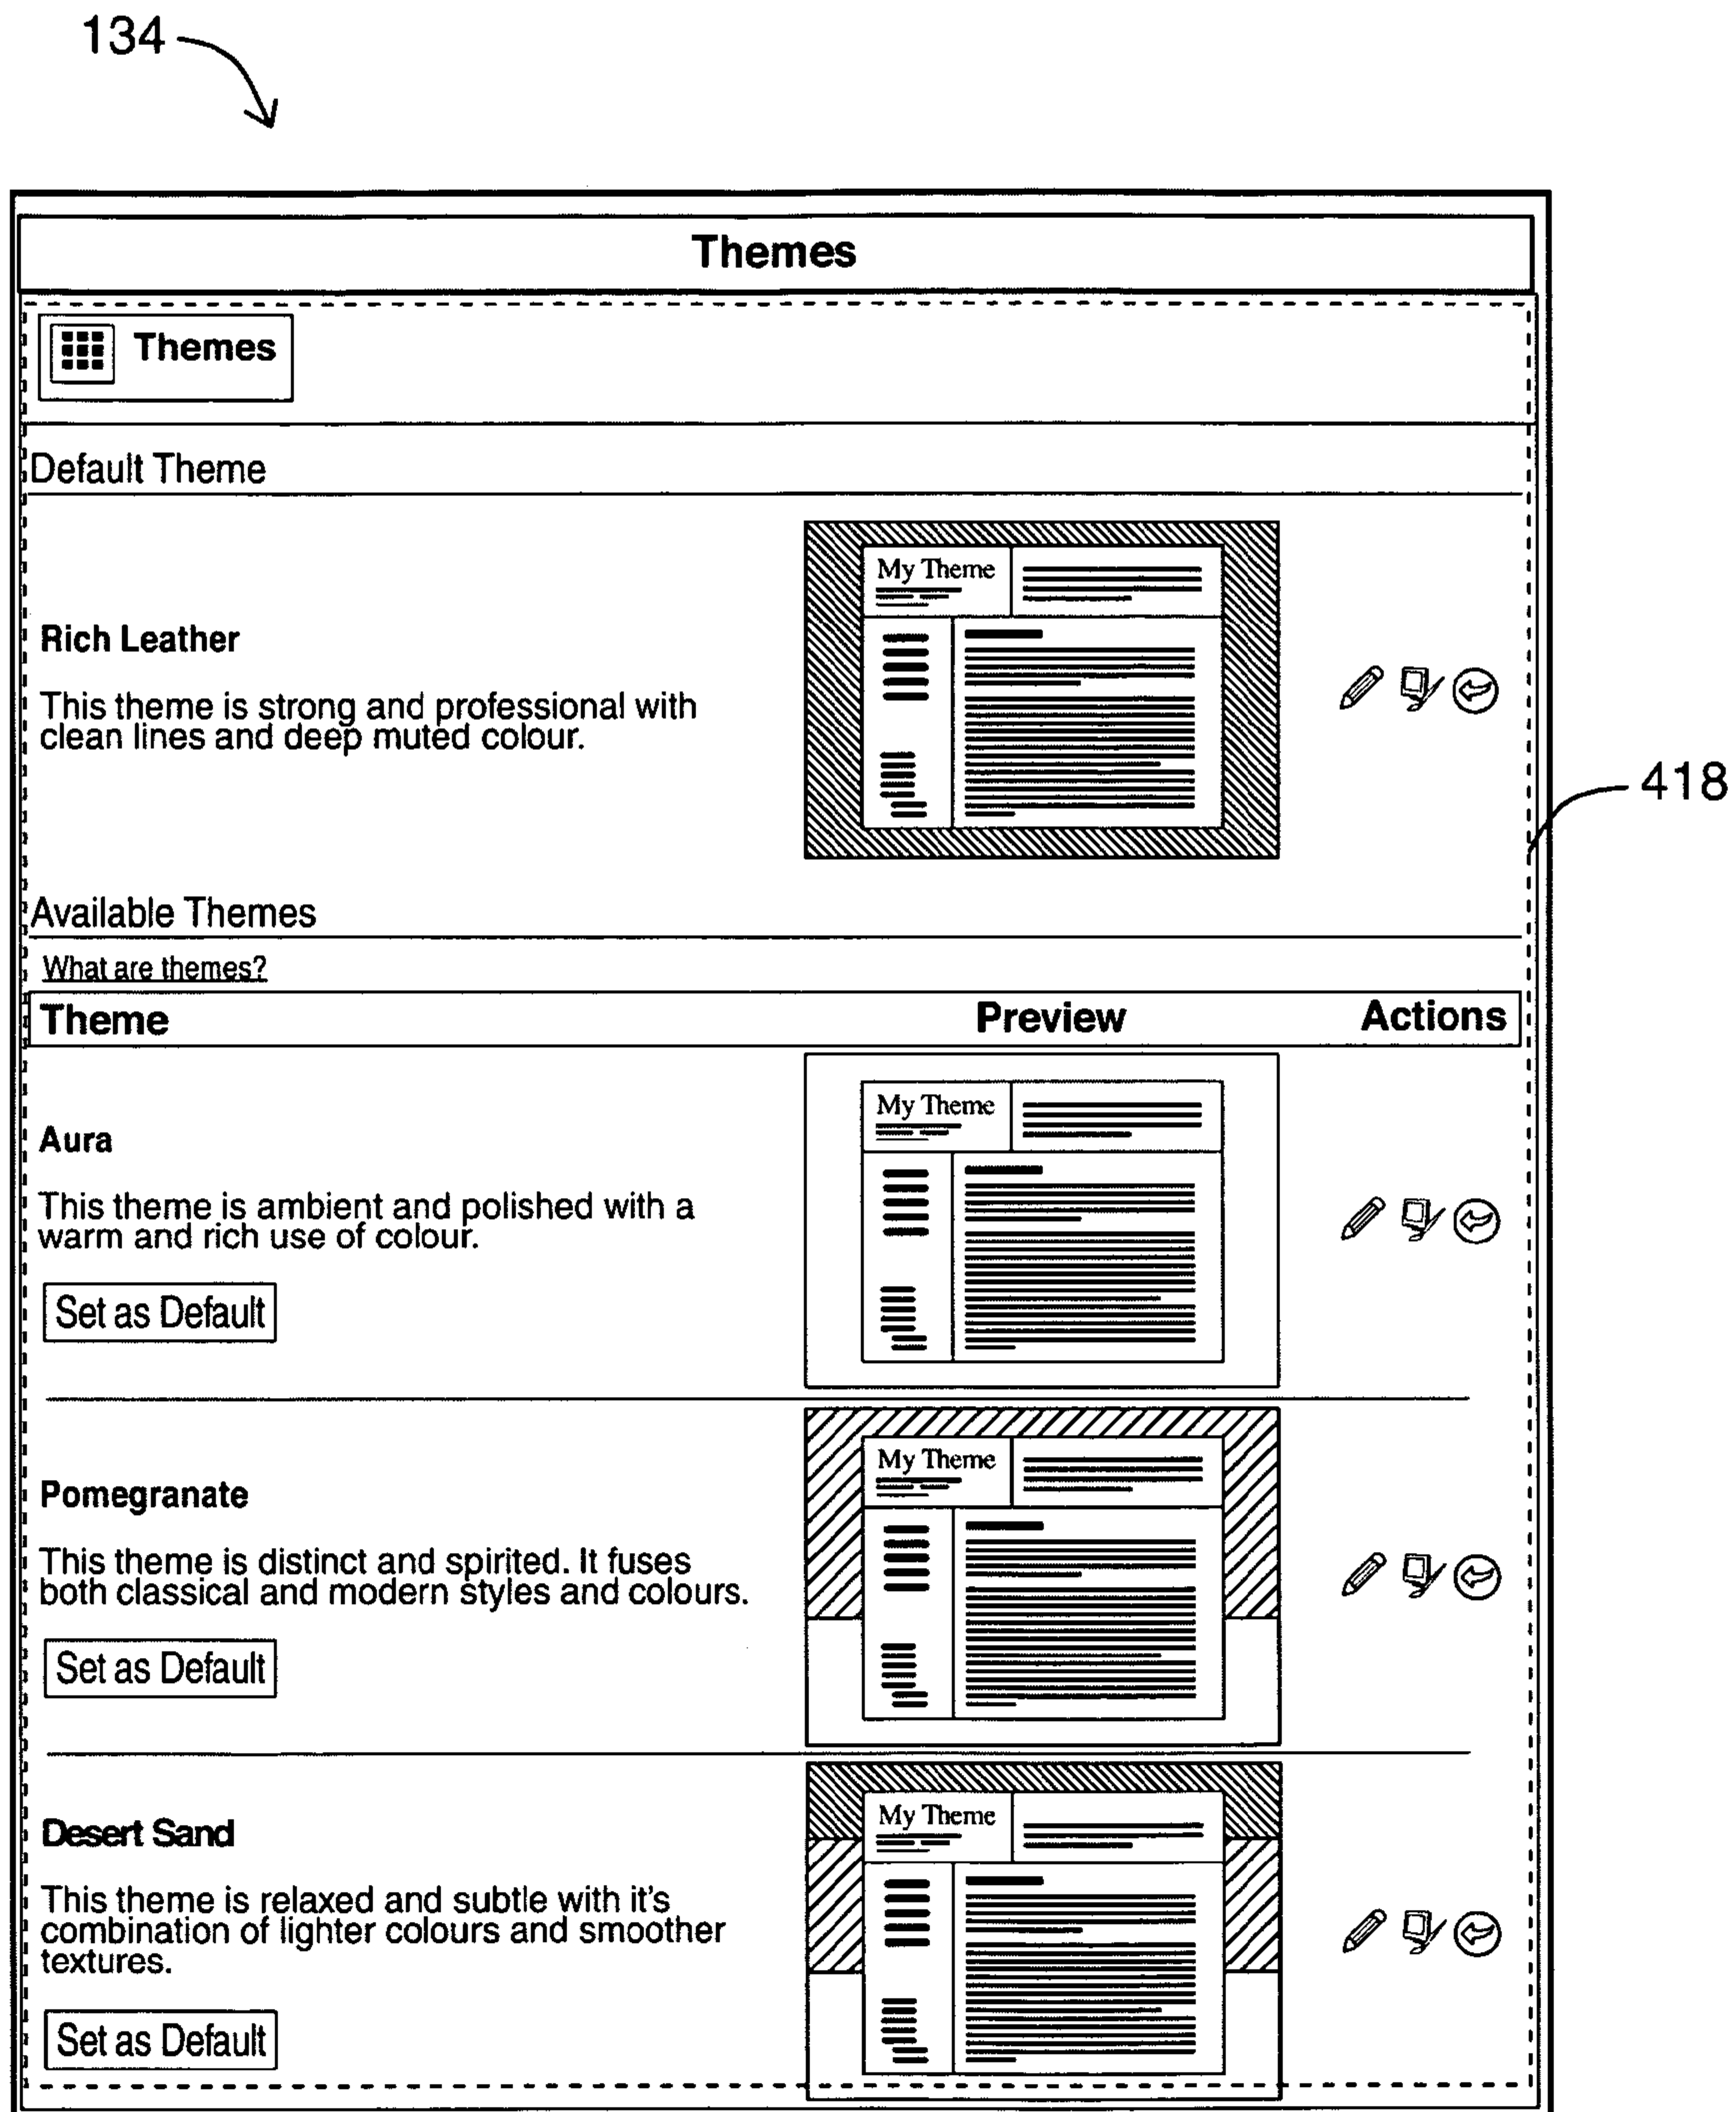 134
Themes
Themes
Default Theme
My Theme
Rich Leather
This theme is strong and professional with
clean lines and deep muted colour.
418
Available Themes
What are themes?
Theme Preview Actions
My Theme
Aura
This theme is ambient and polished with a
warm and rich use of colour.
Set as Default
My Theme
Pomegranate
This theme is distinct and spirited. It fuses
both classical and modern styles and colours.
Set as Default
My Theme
Desert Sand
This theme is relaxed and subtle with it's
combination of lighter colours and smoother
textures.
Set as Default